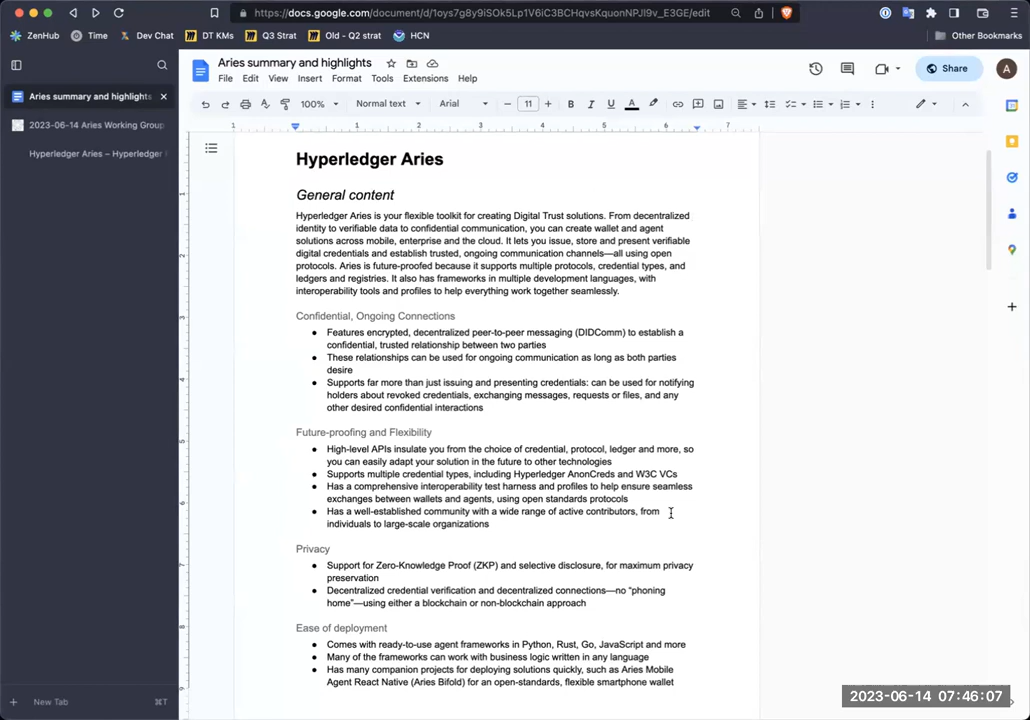 https://docs.google.com/document/d/1oys7g8y9iSOk5Lp1V6iC3BCHqvsKquonNPJl9v_E3GE/edit
ZenHub
Time
Dev Chat
DT KMs
Q3 Strat
Old - Q2 strat
HCN
Other Bookmarks
Aries summary and highlights
2023-06-14 Aries Working Group
Hyperledger Aries – Hyperledger
New Tab
⌘T
Aries summary and highlights
File Edit View Insert Format Tools Extensions Help
Share
A
100% Normal text Arial 11 B I U A
1 1 2 3 4 5 6 7
Hyperledger Aries
General content
Hyperledger Aries is your flexible toolkit for creating Digital Trust solutions. From decentralized
identity to verifiable data to confidential communication, you can create wallet and agent
solutions across mobile, enterprise and the cloud. It lets you issue, store and present verifiable
digital credentials and establish trusted, ongoing communication channels—all using open
protocols. Aries is future-proofed because it supports multiple protocols, credential types, and
ledgers and registries. It also has frameworks in multiple development languages, with
interoperability tools and profiles to help everything work together seamlessly.
Confidential, Ongoing Connections
● Features encrypted, decentralized peer-to-peer messaging (DIDComm) to establish a
confidential, trusted relationship between two parties
● These relationships can be used for ongoing communication as long as both parties
desire
● Supports far more than just issuing and presenting credentials: can be used for notifying
holders about revoked credentials, exchanging messages, requests or files, and any
other desired confidential interactions
Future-proofing and Flexibility
● High-level APIs insulate you from the choice of credential, protocol, ledger and more, so
you can easily adapt your solution in the future to other technologies
● Supports multiple credential types, including Hyperledger AnonCreds and W3C VCs
● Has a comprehensive interoperability test harness and profiles to help ensure seamless
exchanges between wallets and agents, using open standards protocols
● Has a well-established community with a wide range of active contributors, from
individuals to large-scale organizations
Privacy
● Support for Zero-Knowledge Proof (ZKP) and selective disclosure, for maximum privacy
preservation
● Decentralized credential verification and decentralized connections—no “phoning
home”—using either a blockchain or non-blockchain approach
Ease of deployment
● Comes with ready-to-use agent frameworks in Python, Rust, Go, JavaScript and more
● Many of the frameworks can work with business logic written in any language
● Has many companion projects for deploying solutions quickly, such as Aries Mobile
Agent React Native (Aries Bifold) for an open-standards, flexible smartphone wallet
2023-06-14 07:46:07